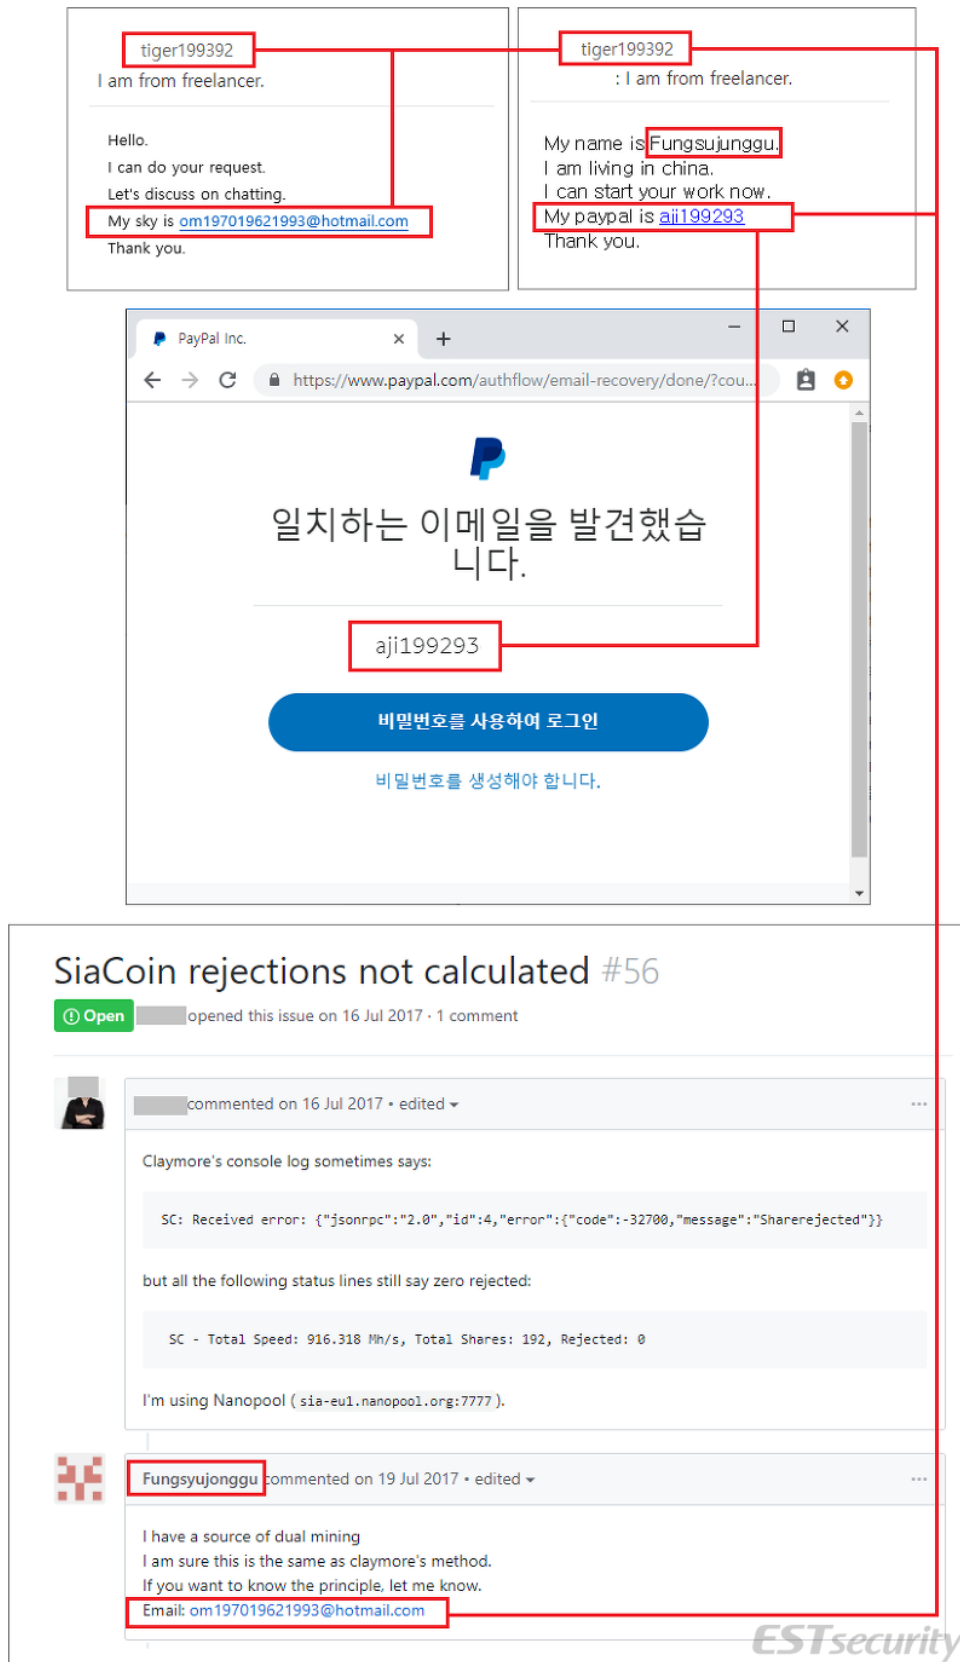 tiger199392
I am from freelancer.
Hello.
I can do your request.
Let's discuss on chatting.
My sky is om197019621993@hotmail.com
Thank you.
tiger199392
: I am from freelancer.
My name is Fungsujunggu.
I am living in china.
I can start your work now.
My paypal is aji199293
Thank you.
PayPal Inc.
https://www.paypal.com/authflow/email-recovery/done/?cou...
일치하는 이메일을 발견했습
니다.
aji199293
비밀번호를 사용하여 로그인
비밀번호를 생성해야 합니다.
SiaCoin rejections not calculated #56
Open opened this issue on 16 Jul 2017 · 1 comment
commented on 16 Jul 2017 • edited
Claymore's console log sometimes says:
SC: Received error: {"jsonrpc":"2.0","id":4,"error":{"code":-32700,"message":"Sharerejected"}}
but all the following status lines still say zero rejected:
SC - Total Speed: 916.318 Mh/s, Total Shares: 192, Rejected: 0
I'm using Nanopool ( sia-eu1.nanopool.org:7777 ).
Fungsyujonggu commented on 19 Jul 2017 • edited
I have a source of dual mining
I am sure this is the same as claymore's method.
If you want to know the principle, let me know.
Email: om197019621993@hotmail.com
ESTsecurity